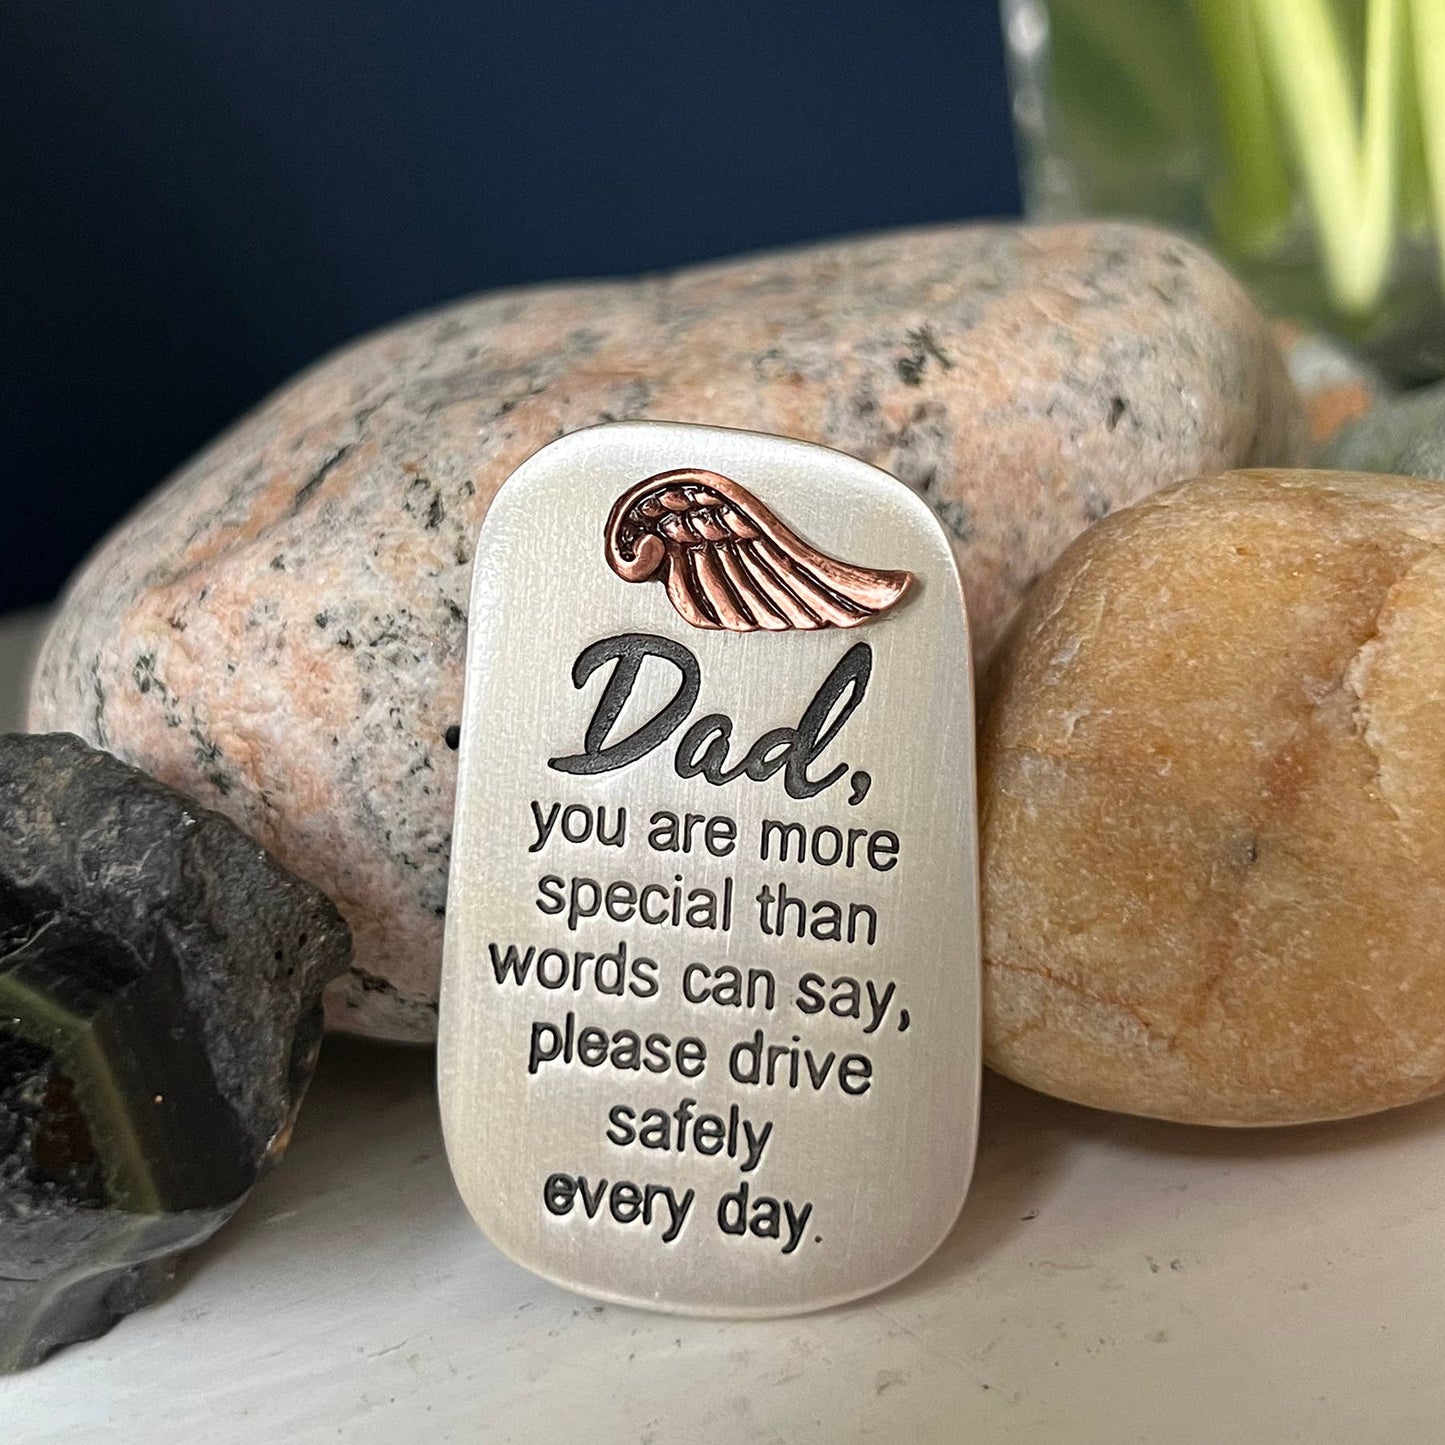 Dad,
you are more
special than
words can say,
please drive
safely
every day.